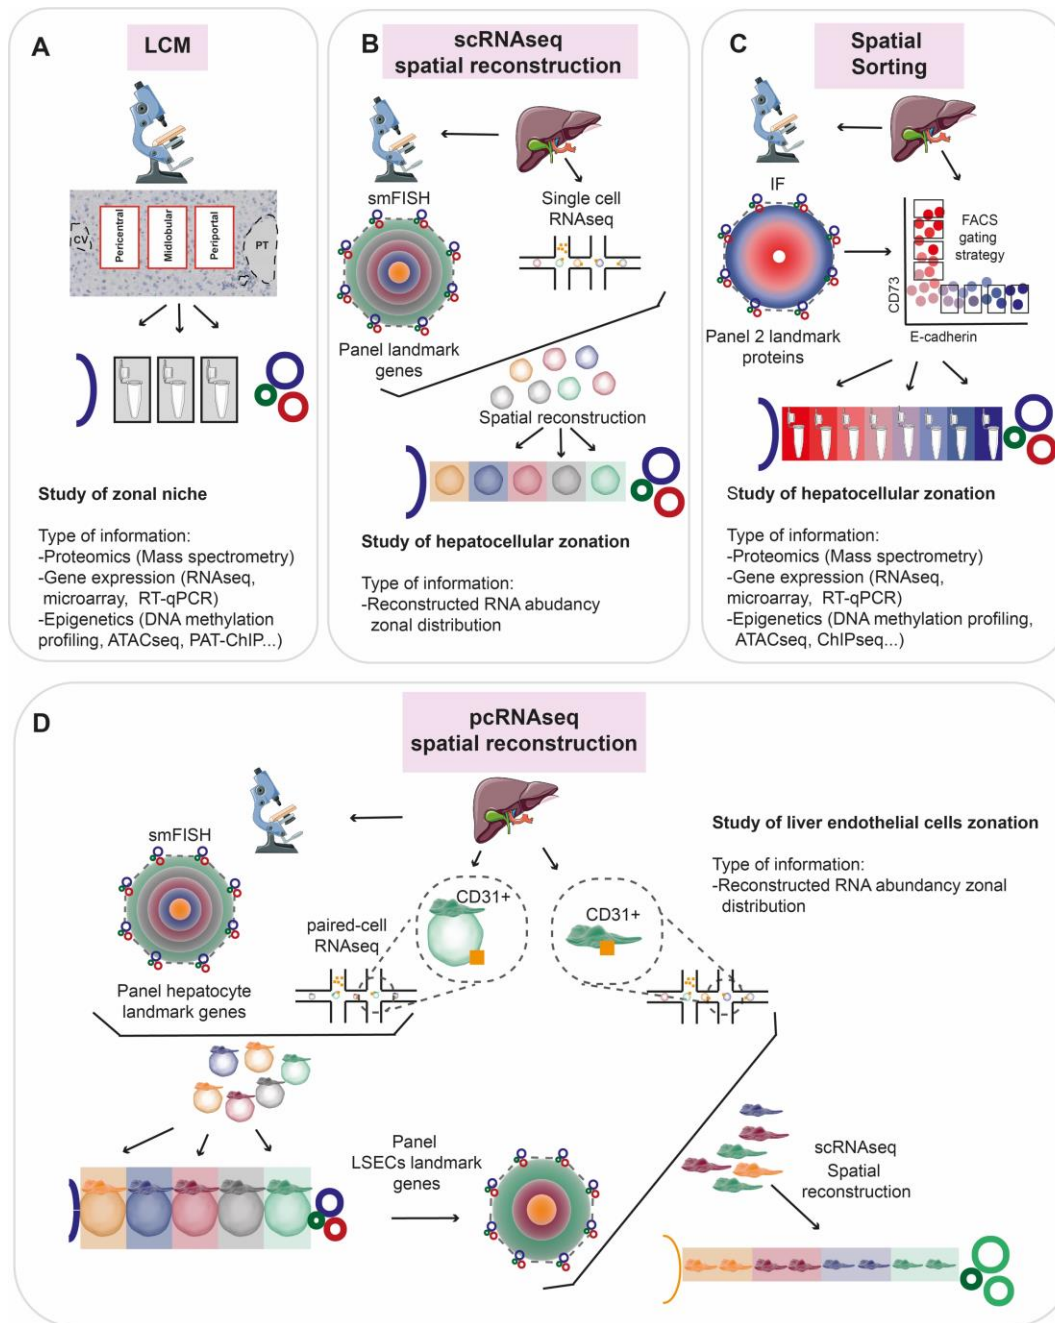 A
LCM
CV
Pericentral
Midlobular
Periportal
PT
Study of zonal niche
Type of information:
-Proteomics (Mass spectrometry)
-Gene expression (RNAseq,
microarray, RT-qPCR)
-Epigenetics (DNA methylation
profiling, ATACseq, PAT-ChIP...)
B
scRNAseq
spatial reconstruction
smFISH
Single cell
RNAseq
Panel landmark
genes
Spatial reconstruction
Study of hepatocellular zonation
Type of information:
-Reconstructed RNA abudancy
zonal distribution
C
Spatial
Sorting
IF
FACS
gating
strategy
CD73
E-cadherin
Panel 2 landmark
proteins
Study of hepatocellular zonation
Type of information:
-Proteomics (Mass spectrometry)
-Gene expression (RNAseq,
microarray, RT-qPCR)
-Epigenetics (DNA methylation profiling,
ATACseq, ChIPseq...)
D
pcRNAseq
spatial reconstruction
smFISH
Panel hepatocyte
landmark genes
paired-cell
RNAseq
CD31+
CD31+
Study of liver endothelial cells zonation
Type of information:
-Reconstructed RNA abundancy zonal
distribution
Panel
LSECs landmark
genes
scRNAseq
Spatial
reconstruction